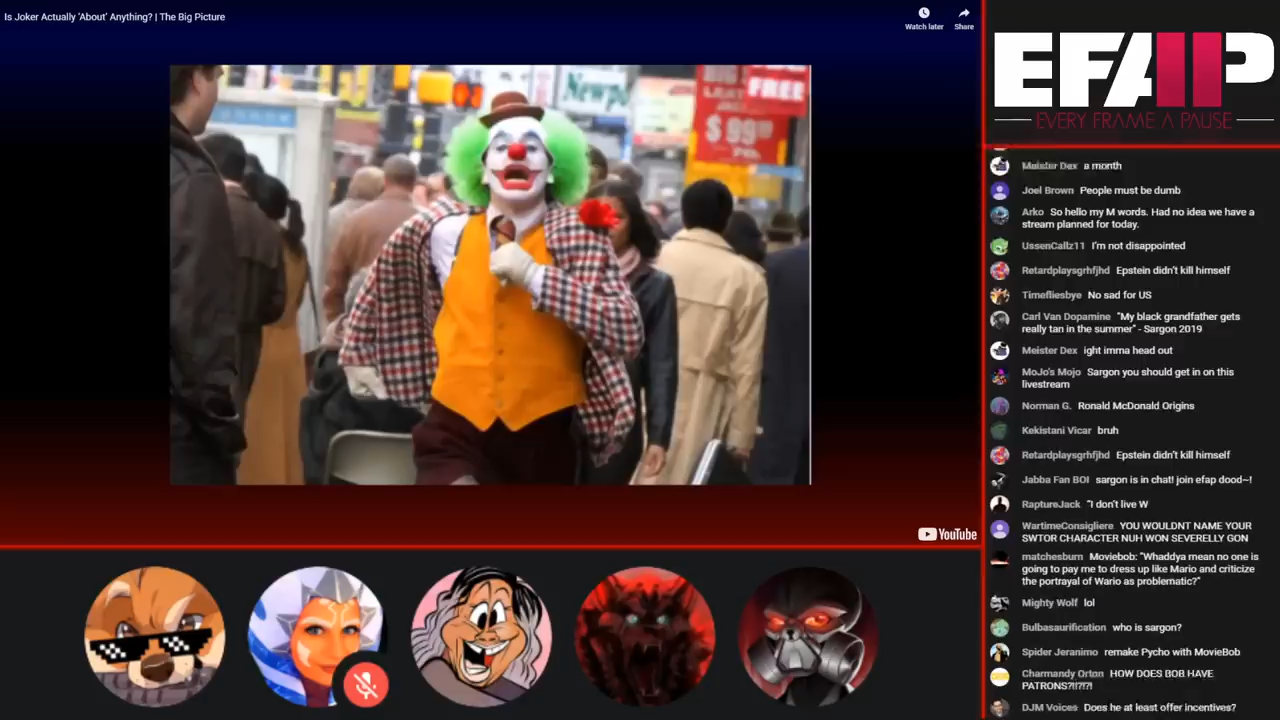 Is Joker Actually 'About' Anything? | The Big Picture
Watch later
Share
FREE
$99
YouTube
EFAP
EVERY FRAME A PAUSE
Meister Dex a month
Joel Brown People must be dumb
Arko So hello my M words. Had no idea we have a
stream planned for today.
UssenCallz11 I'm not disappointed
Retardplaysgrhfjhd Epstein didn't kill himself
Timefliesbye No sad for US
Carl Van Dopamine "My black grandfather gets
really tan in the summer" - Sargon 2019
Meister Dex ight imma head out
MoJo's Mojo Sargon you should get in on this
livestream
Norman G. Ronald McDonald Origins
Kekistani Vicar bruh
Retardplaysgrhfjhd Epstein didn't kill himself
Jabba Fan BOI sargon is in chat! join efap dood~!
RaptureJack "I don't live W
WartimeConsigliere YOU WOULDNT NAME YOUR
SWTOR CHARACTER NUH WON SEVERELLY GON
matchesburn Moviebob: "Whaddya mean no one is
going to pay me to dress up like Mario and criticize
the portrayal of Wario as problematic?"
Mighty Wolf lol
Bulbasaurification who is sargon?
Spider Jeranimo remake Pycho with MovieBob
Charmandy Orton HOW DOES BOB HAVE
PATRONS?!!?!?!
DJM Voices Does he at least offer incentives?